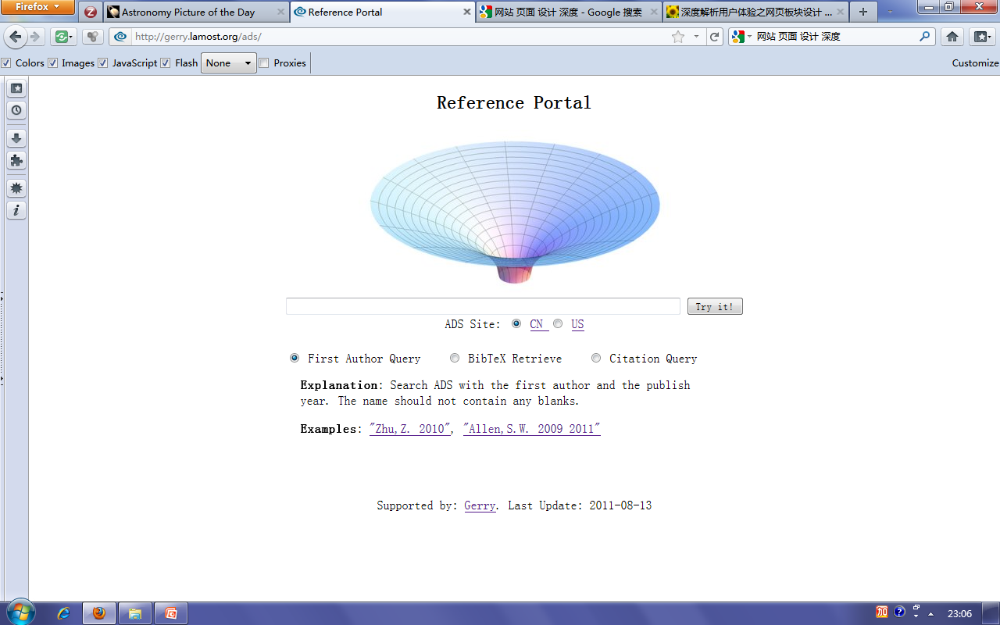 Firefox
Astronomy Picture of the Day
Reference Portal
网站 页面 设计 深度 - Google 搜索
深度解析用户体验之网页板块设计 ...
http://gerry.lamost.org/ads/
网站 页面 设计 深度
Colors Images JavaScript Flash None Proxies
Customize
Reference Portal
Try it!
ADS Site: CN US
First Author Query BibTeX Retrieve Citation Query
Explanation: Search ADS with the first author and the publish
year. The name should not contain any blanks.
Examples: "Zhu,Z. 2010", "Allen,S.W. 2009 2011"
Supported by: Gerry. Last Update: 2011-08-13
23:06